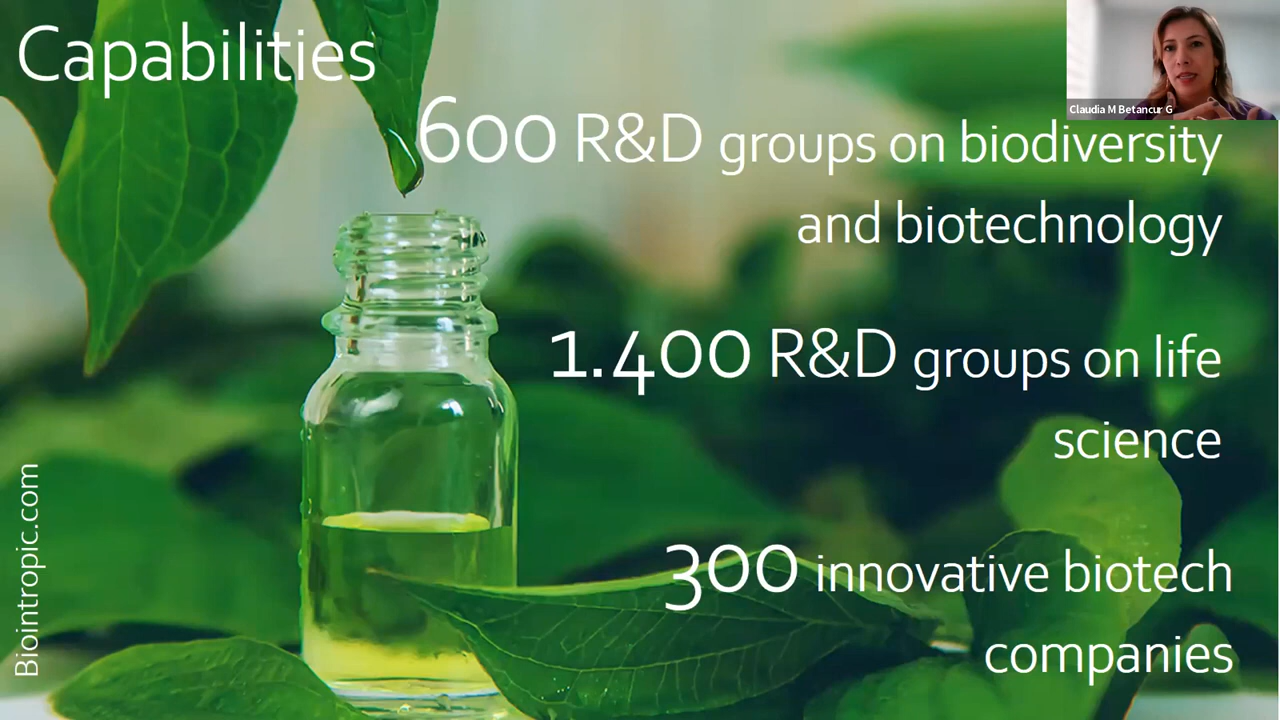 Capabilities
Claudia M Betancur G
600 R&D groups on biodiversity
and biotechnology
1.400 R&D groups on life
science
300 innovative biotech
companies
Biointropic.com